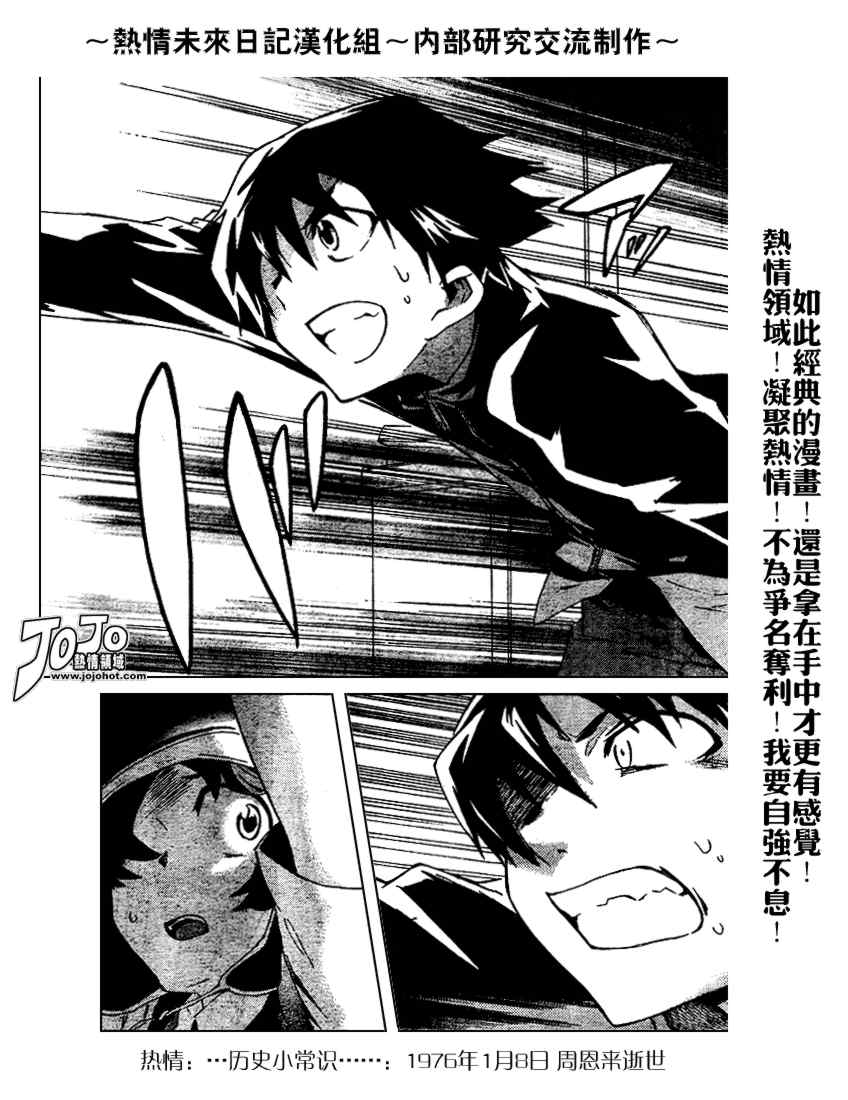 ～熱情未來日記漢化組～内部研究交流制作～
如此經典的漫畫！還是拿在手中才更有感覺！
熱情領域！凝聚熱情！不為爭名奪利！我要自強不息！
JOJO
熱情領域
www.jojohot.com
热情：…历史小常识……：1976年1月8日 周恩来逝世